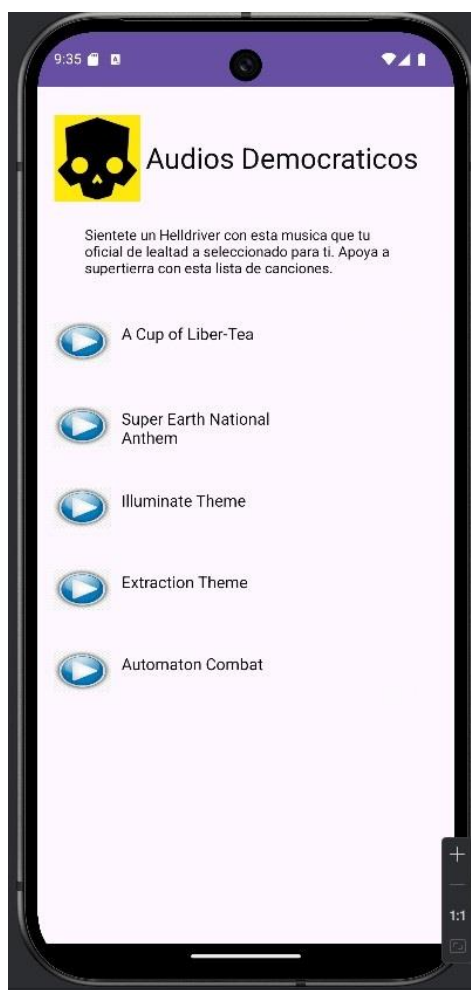 9:35
Audios Democraticos
Sientete un Helldriver con esta musica que tu
oficial de lealtad a seleccionado para ti. Apoya a
supertierra con esta lista de canciones.
A Cup of Liber-Tea
Super Earth National
Anthem
Illuminate Theme
Extraction Theme
Automaton Combat
1:1